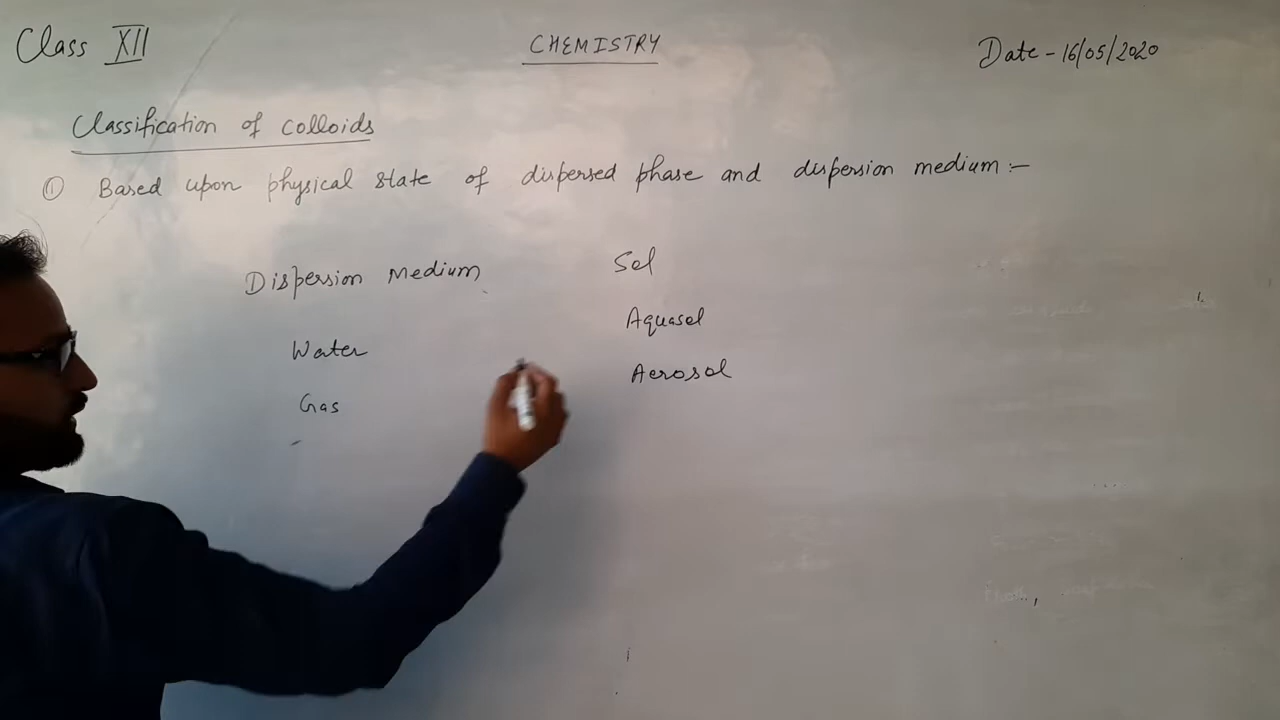 Class XII CHEMISTRY Date - 16/05/2020
Classification of colloids
① Based upon physical state of dispersed phase and dispersion medium :-
Dispersion Medium Sol
Water Aquasol
Gas Aerosol